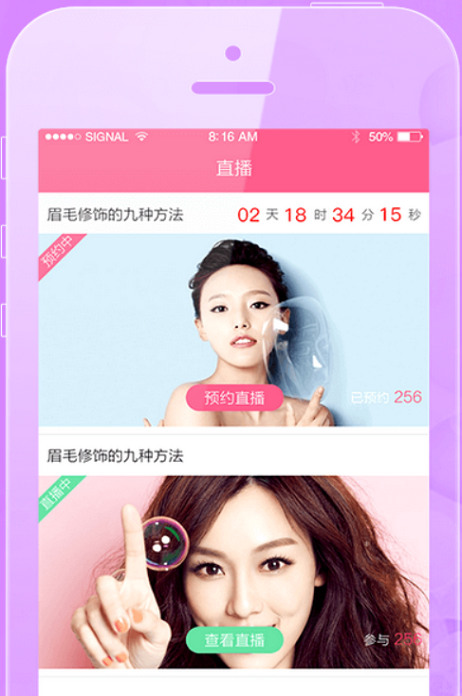 SIGNAL 8:16 AM 50%
直播
眉毛修饰的九种方法 02 天 18 时 34 分 15 秒
预约中
预约直播 已预约 256
眉毛修饰的九种方法
直播中
查看直播 参与 256